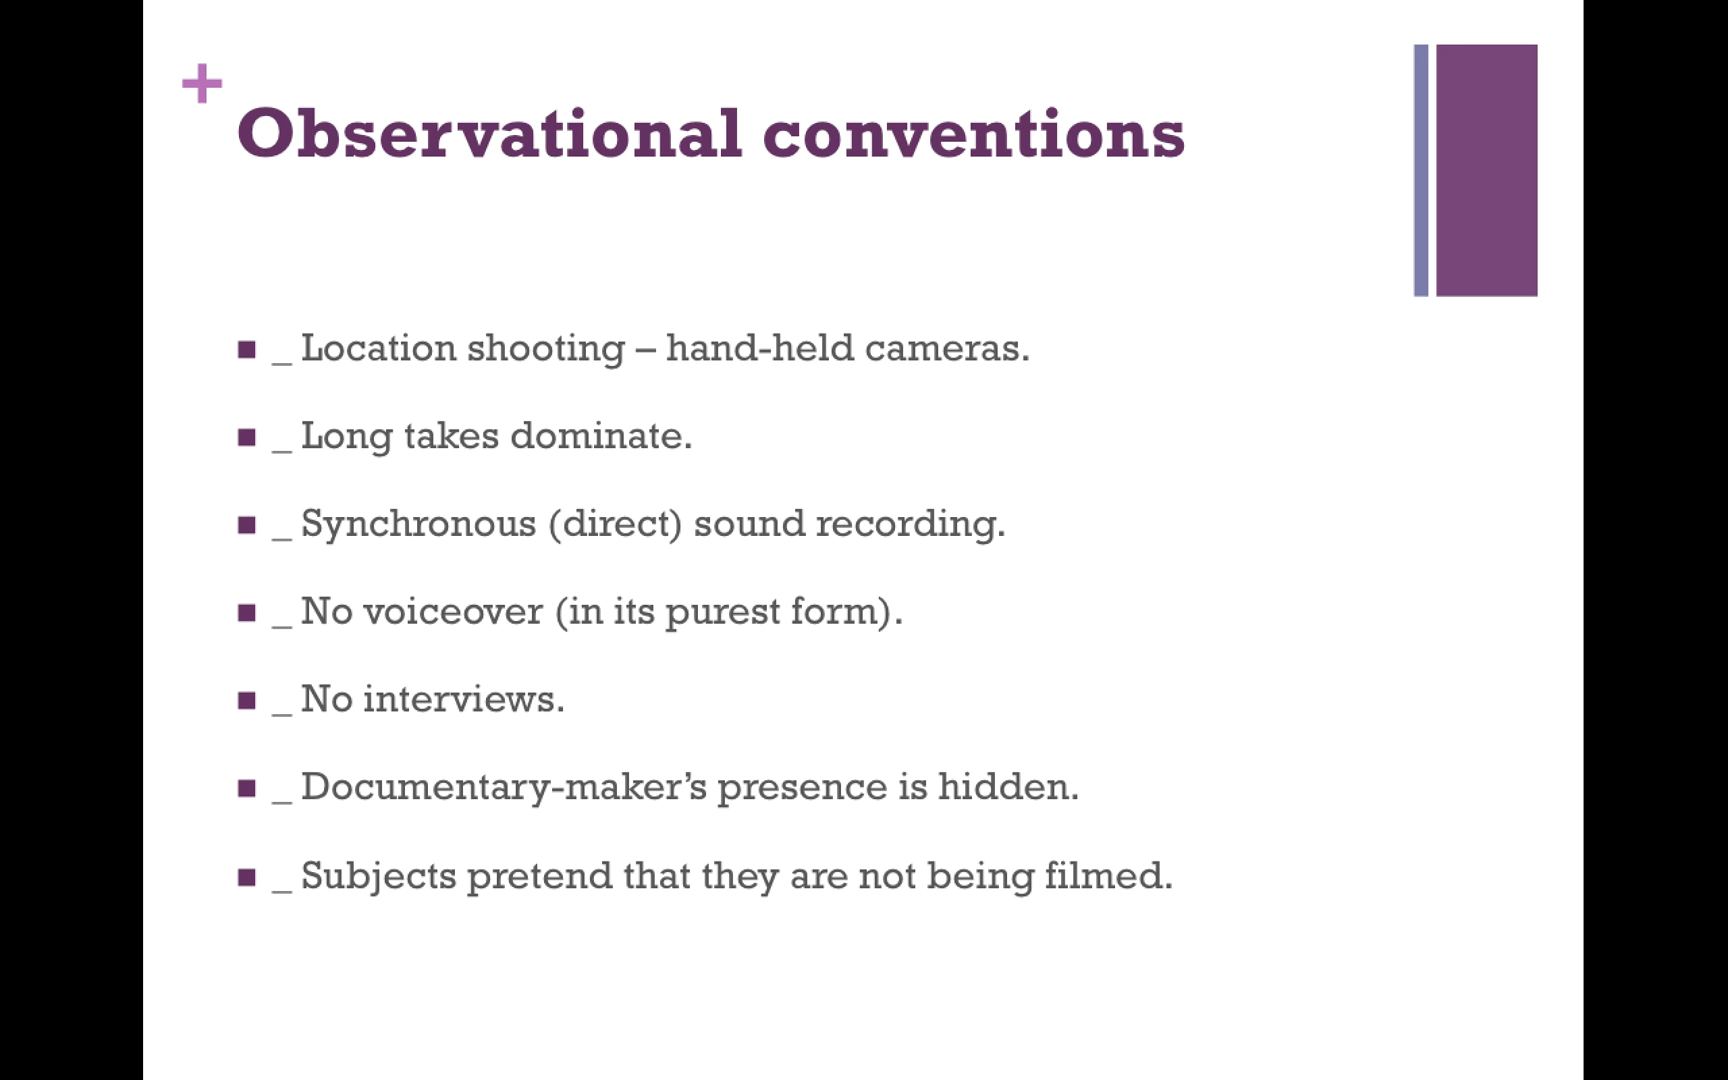 +
Observational conventions
■ _ Location shooting – hand-held cameras.
■ _ Long takes dominate.
■ _ Synchronous (direct) sound recording.
■ _ No voiceover (in its purest form).
■ _ No interviews.
■ _ Documentary-maker’s presence is hidden.
■ _ Subjects pretend that they are not being filmed.